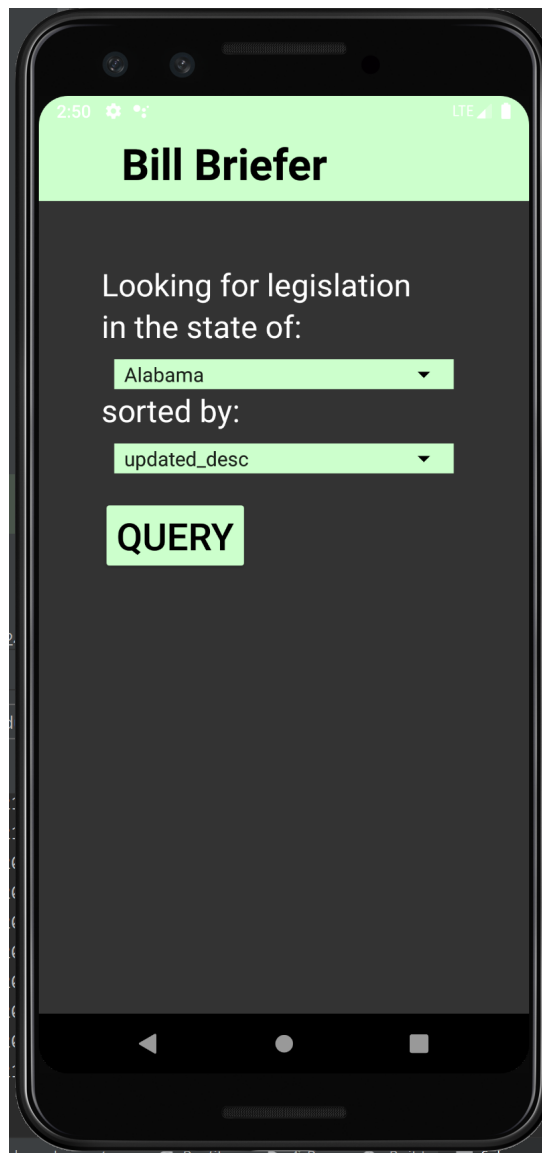 2:50
LTE
Bill Briefer
Looking for legislation
in the state of:
Alabama
sorted by:
updated_desc
QUERY